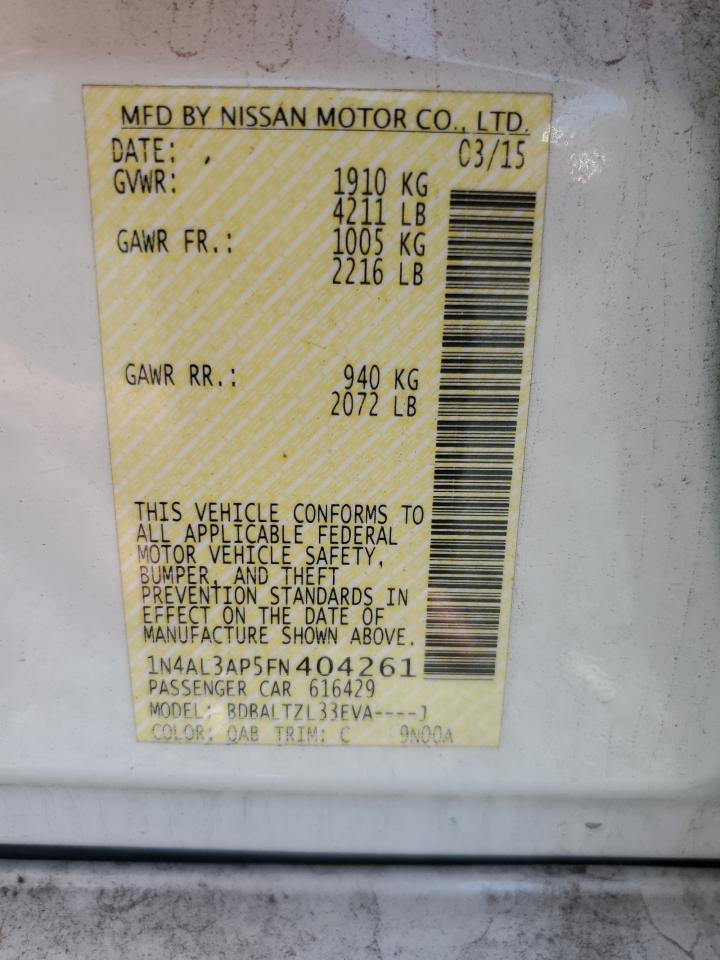 MFD BY NISSAN MOTOR CO., LTD.
DATE: 03/15
GVWR: 1910 KG
4211 LB
GAWR FR.: 1005 KG
2216 LB
GAWR RR.: 940 KG
2072 LB
THIS VEHICLE CONFORMS TO
ALL APPLICABLE FEDERAL
MOTOR VEHICLE SAFETY,
BUMPER, AND THEFT
PREVENTION STANDARDS IN
EFFECT ON THE DATE OF
MANUFACTURE SHOWN ABOVE.
1N4AL3AP5FN404261
PASSENGER CAR 616429
MODEL: BDBALTZL33EVA----J
COLOR: QAB TRIM: C 9N00A